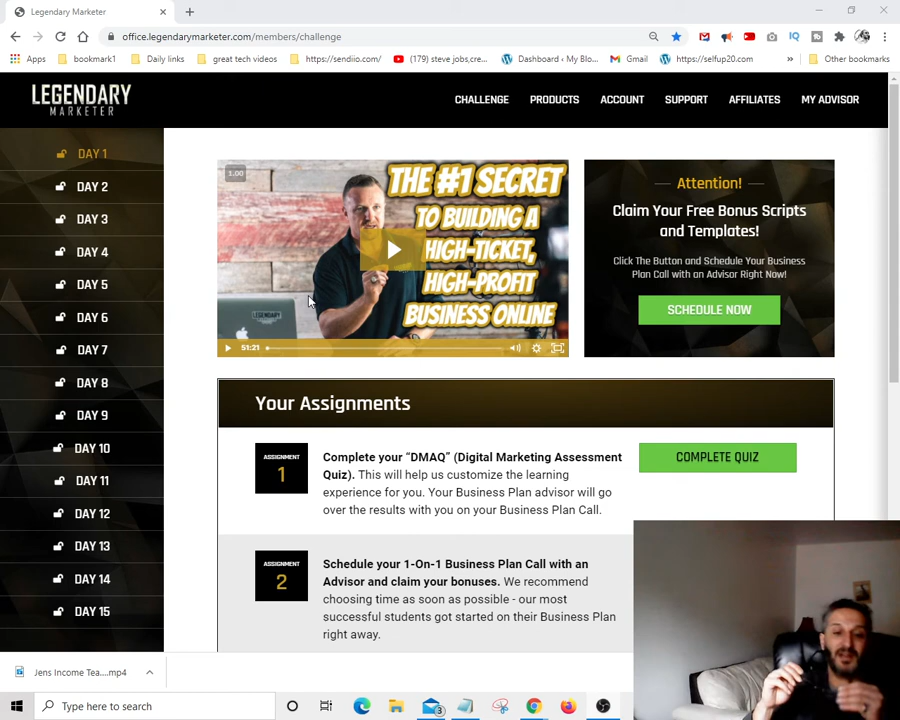 Legendary Marketer
office.legendarymarketer.com/members/challenge
Apps
bookmark1
Daily links
great tech videos
https://sendiio.com/
(179) steve jobs,cre...
Dashboard ‹ My Blo...
Gmail
https://selfup20.com
»
Other bookmarks
LEGENDARY
MARKETER
CHALLENGE
PRODUCTS
ACCOUNT
SUPPORT
AFFILIATES
MY ADVISOR
DAY 1
DAY 2
DAY 3
DAY 4
DAY 5
DAY 6
DAY 7
DAY 8
DAY 9
DAY 10
DAY 11
DAY 12
DAY 13
DAY 14
DAY 15
1.00
THE #1 SECRET
TO BUILDING A
HIGH-TICKET,
HIGH-PROFIT
BUSINESS ONLINE
LEGENDARY
51:21
Attention!
Claim Your Free Bonus Scripts
and Templates!
Click The Button and Schedule Your Business
Plan Call with an Advisor Right Now!
SCHEDULE NOW
Your Assignments
ASSIGNMENT
1
Complete your “DMAQ” (Digital Marketing Assessment
Quiz). This will help us customize the learning
experience for you. Your Business Plan advisor will go
over the results with you on your Business Plan Call.
COMPLETE QUIZ
ASSIGNMENT
2
Schedule your 1-On-1 Business Plan Call with an
Advisor and claim your bonuses. We recommend
choosing time as soon as possible - our most
successful students got started on their Business Plan
right away.
Jens Income Tea....mp4
Type here to search
3